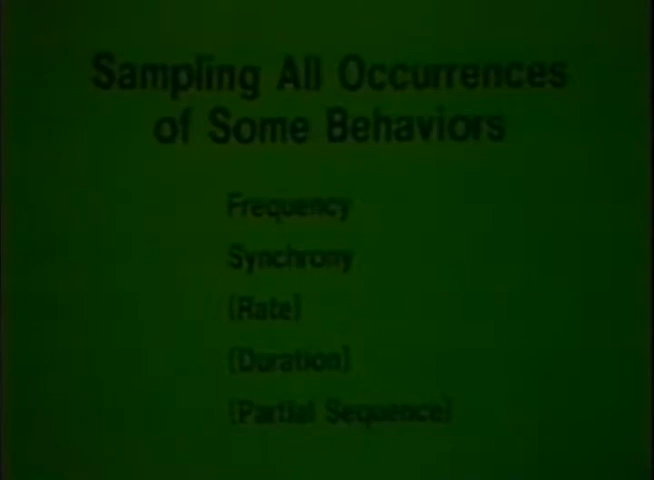 Sampling All Occurrences
of Some Behaviors
Frequency
Synchrony
(Rate)
(Duration)
(Partial Sequence)